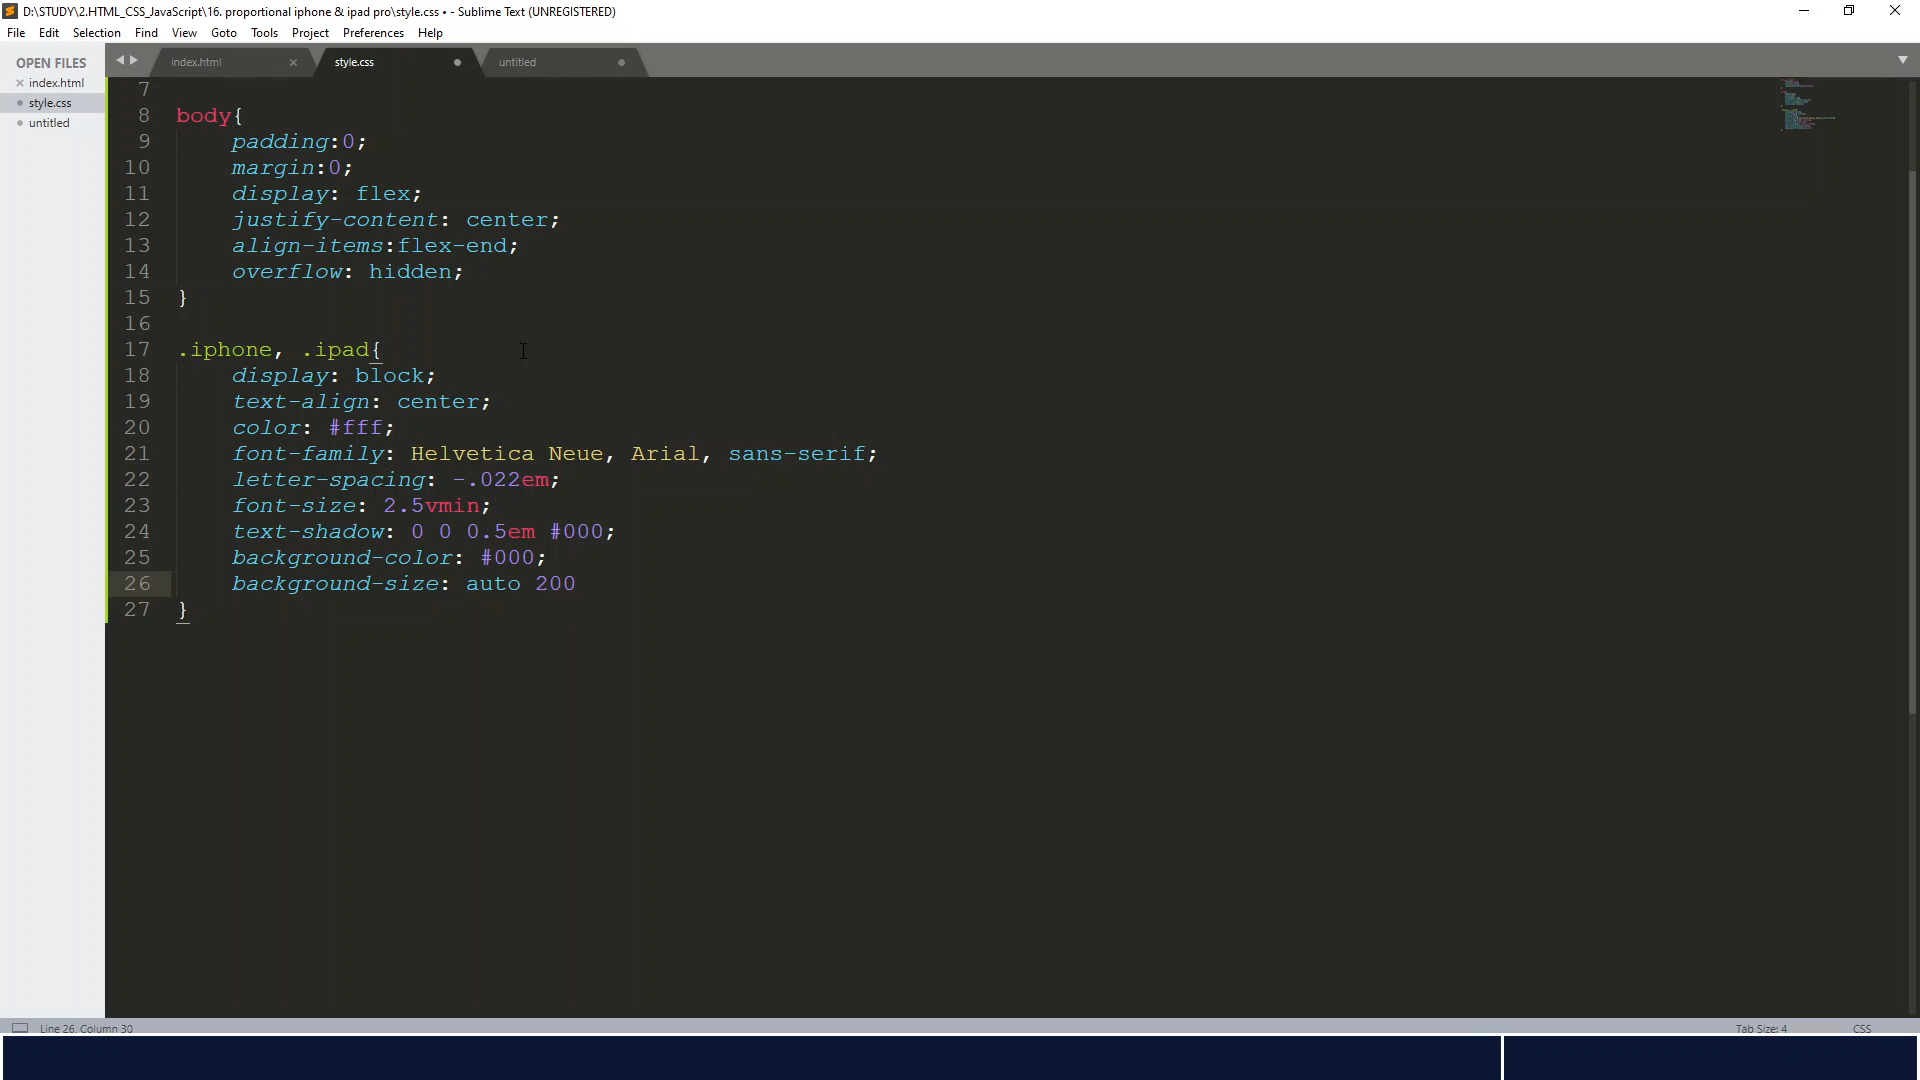 D:\STUDY\2.HTML_CSS_JavaScript\16. proportional iphone & ipad pro\style.css • - Sublime Text (UNREGISTERED)
File Edit Selection Find View Goto Tools Project Preferences Help
OPEN FILES
index.html
style.css
untitled
index.html style.css untitled
7
8 body{
9 padding:0;
10 margin:0;
11 display: flex;
12 justify-content: center;
13 align-items:flex-end;
14 overflow: hidden;
15 }
16
17 .iphone, .ipad{
18 display: block;
19 text-align: center;
20 color: #fff;
21 font-family: Helvetica Neue, Arial, sans-serif;
22 letter-spacing: -.022em;
23 font-size: 2.5vmin;
24 text-shadow: 0 0 0.5em #000;
25 background-color: #000;
26 background-size: auto 200
27 }
Line 26, Column 30 Tab Size: 4 CSS